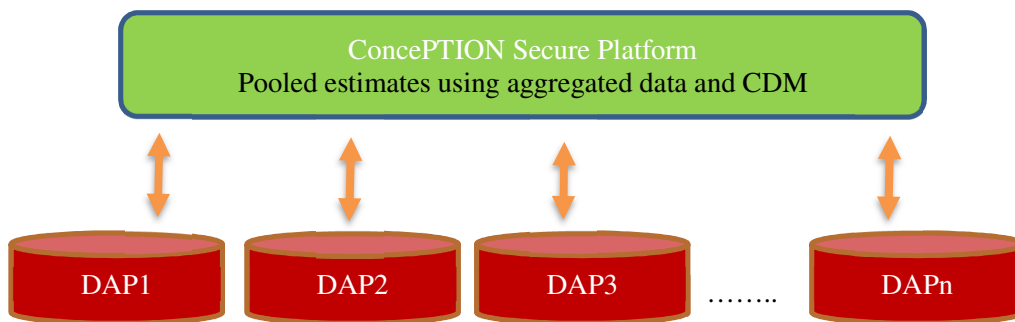 ConcePTION Secure Platform
Pooled estimates using aggregated data and CDM
DAP1 DAP2 DAP3 …….. DAPn